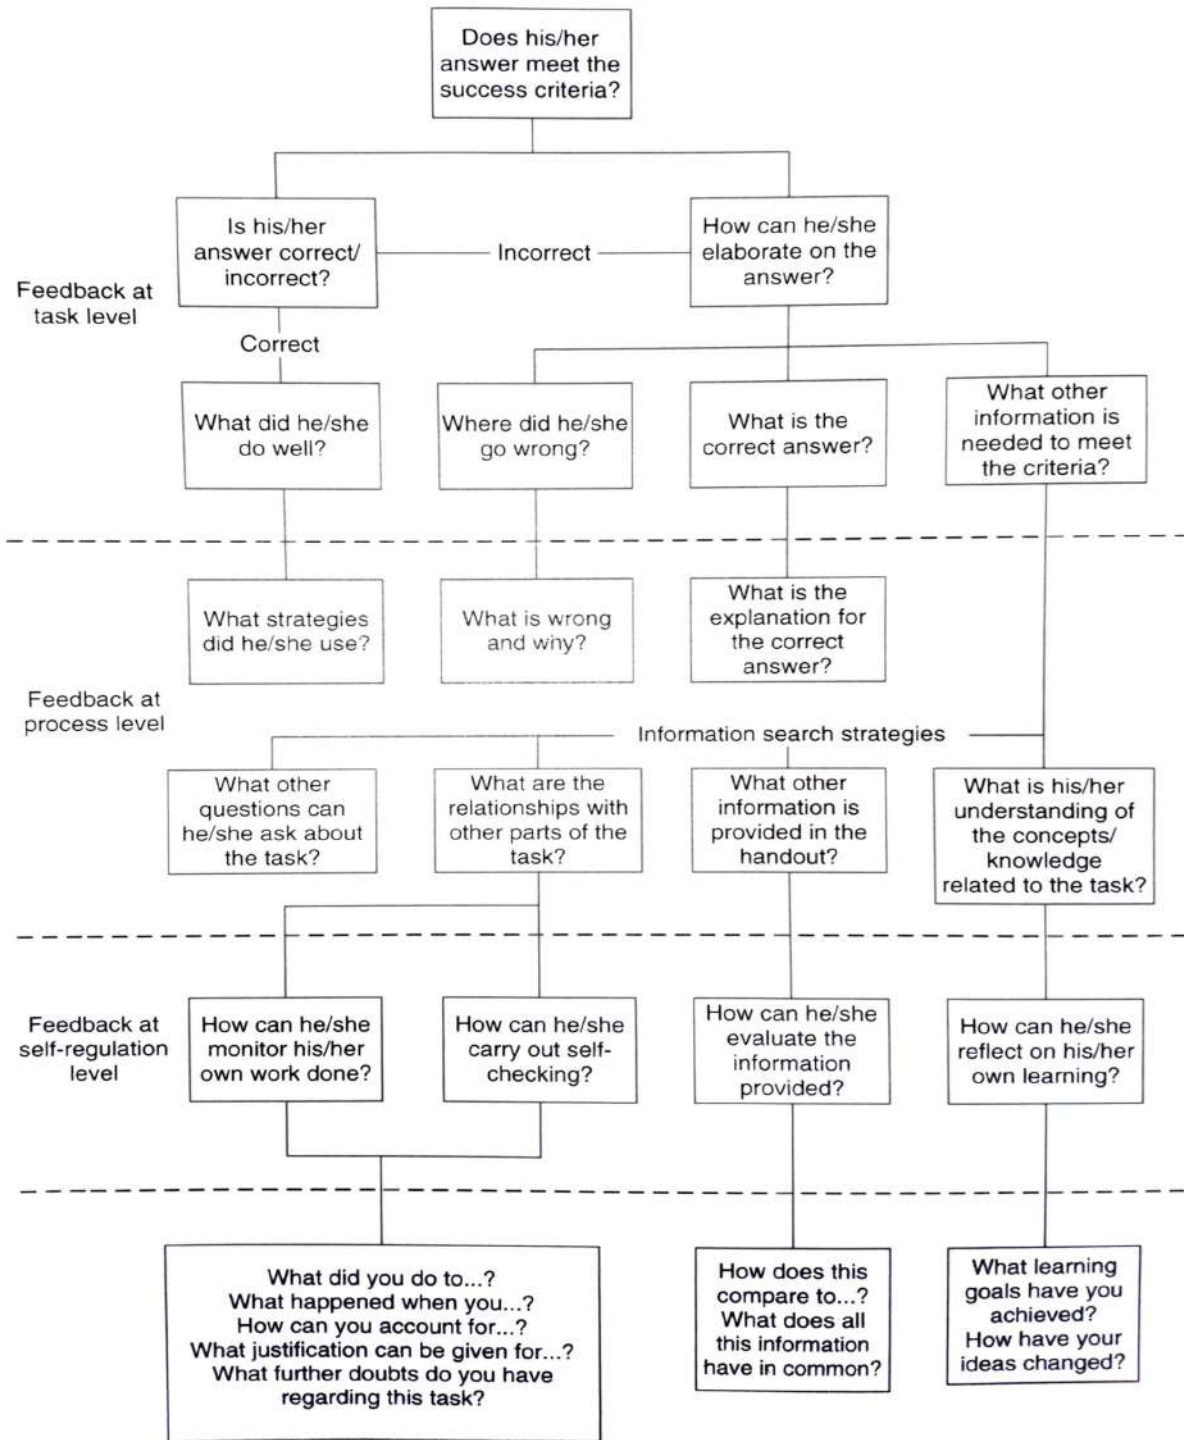 Does his/her
answer meet the
success criteria?
Is his/her
answer correct/
incorrect?
Incorrect
How can he/she
elaborate on the
answer?
Feedback at
task level
Correct
What did he/she
do well?
Where did he/she
go wrong?
What is the
correct answer?
What other
information is
needed to meet
the criteria?
What strategies
did he/she use?
What is wrong
and why?
What is the
explanation for
the correct
answer?
Feedback at
process level
Information search strategies
What other
questions can
he/she ask about
the task?
What are the
relationships with
other parts of the
task?
What other
information is
provided in the
handout?
What is his/her
understanding of
the concepts/
knowledge
related to the task?
Feedback at
self-regulation
level
How can he/she
monitor his/her
own work done?
How can he/she
carry out self-
checking?
How can he/she
evaluate the
information
provided?
How can he/she
reflect on his/her
own learning?
What did you do to...?
What happened when you...?
How can you account for...?
What justification can be given for...?
What further doubts do you have
regarding this task?
How does this
compare to...?
What does all
this information
have in common?
What learning
goals have you
achieved?
How have your
ideas changed?